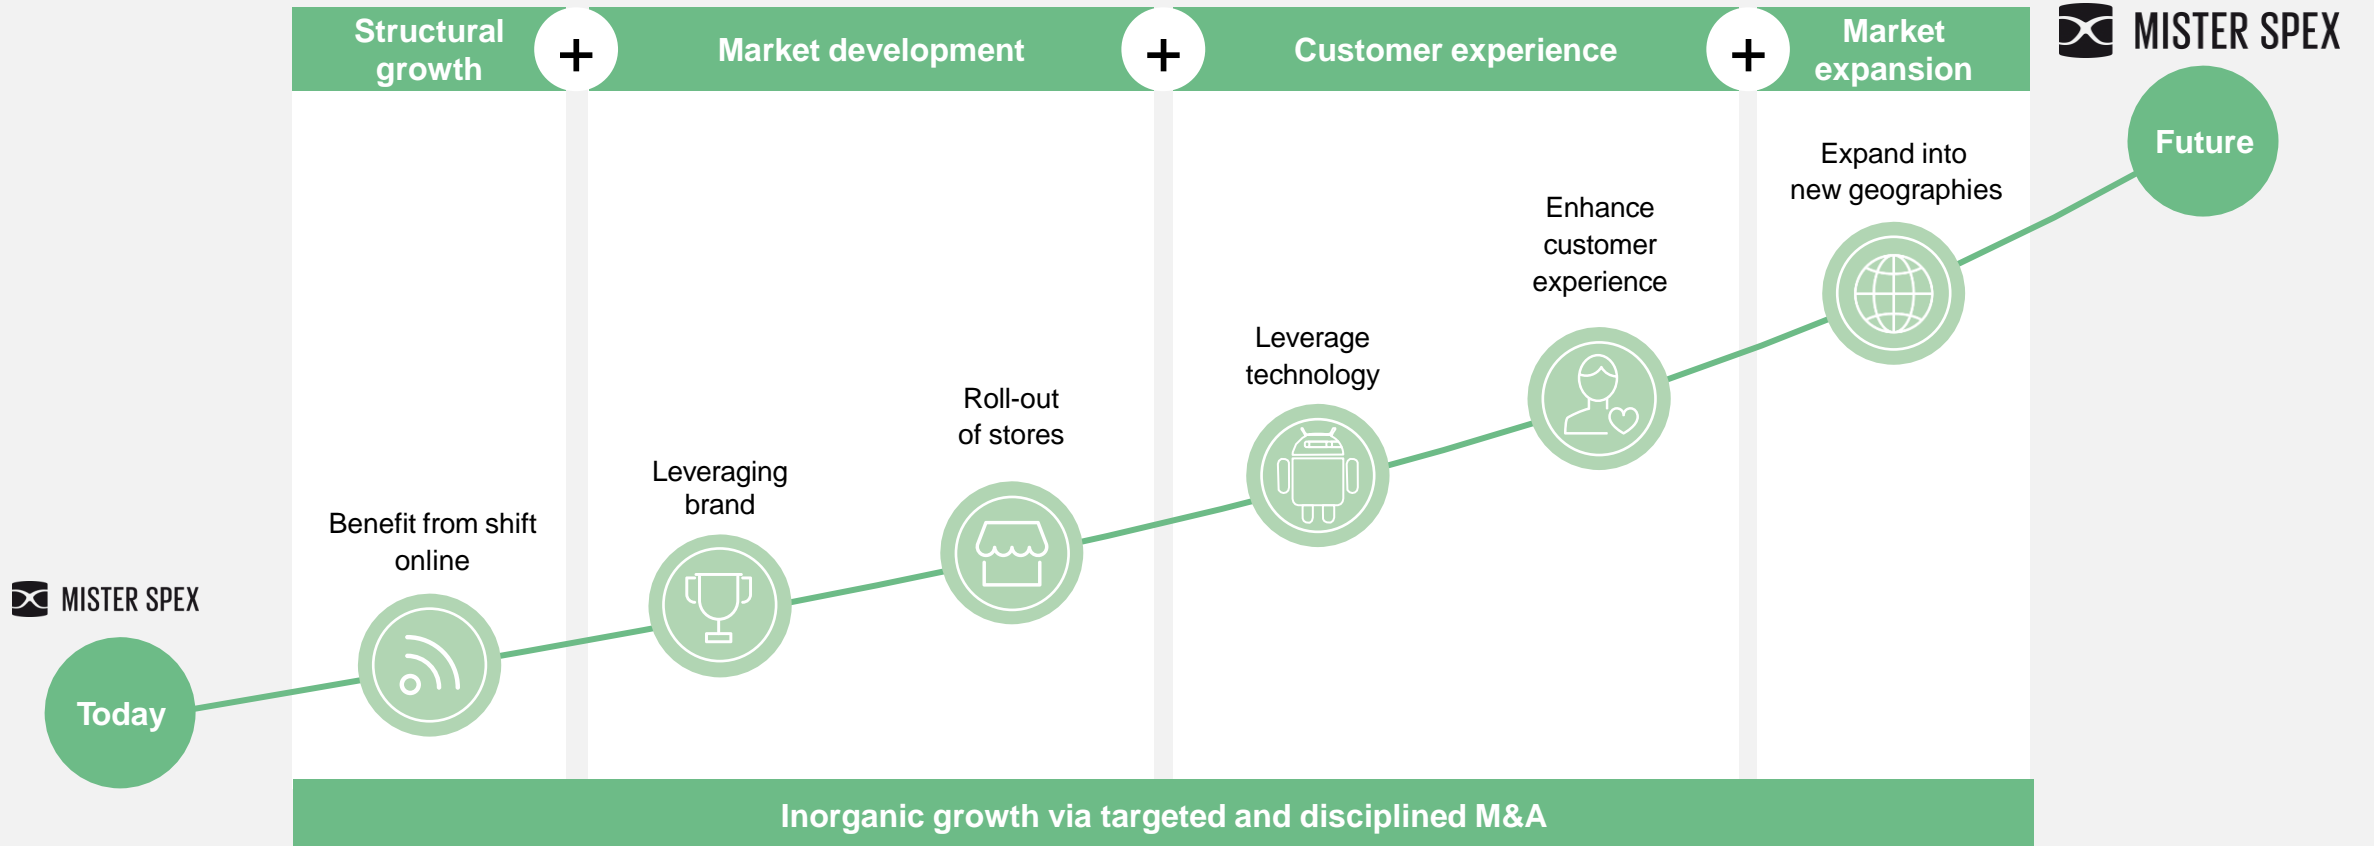 Structural
growth
+
Market development
+
Customer experience
+
Market
expansion
MISTER SPEX
Future
Expand into
new geographies
Enhance
customer
experience
Leverage
technology
Roll-out
of stores
Leveraging
brand
Benefit from shift
online
MISTER SPEX
Today
Inorganic growth via targeted and disciplined M&A